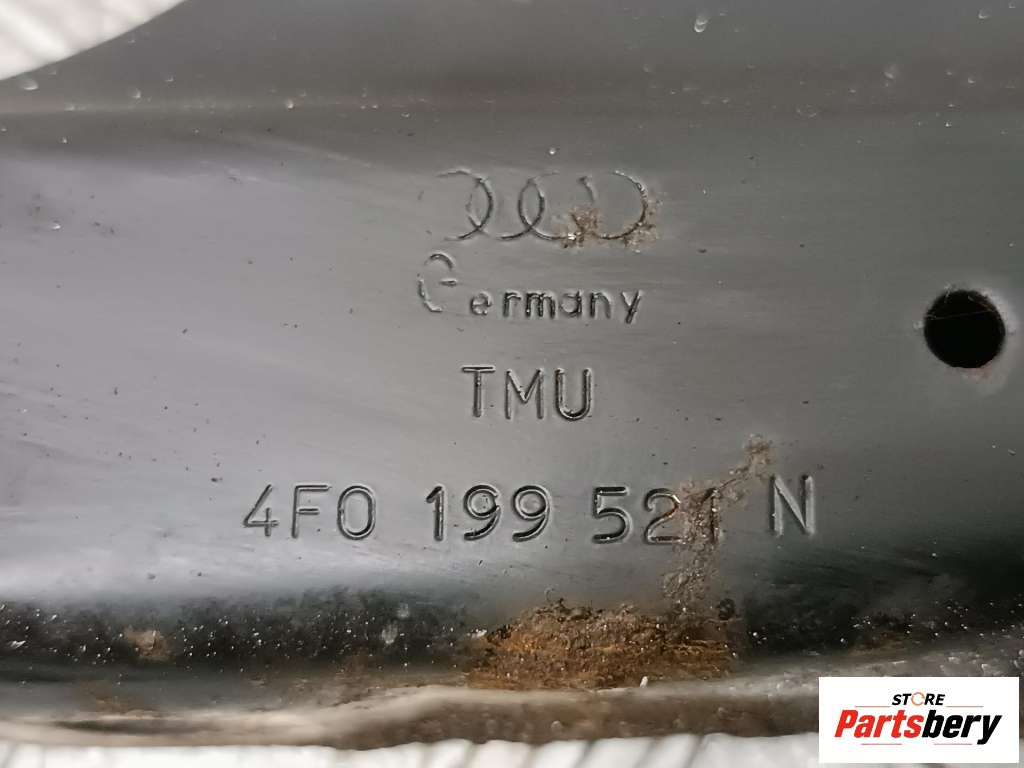 Germany
TMU
4F0 199 521 N
STORE
Partsbery